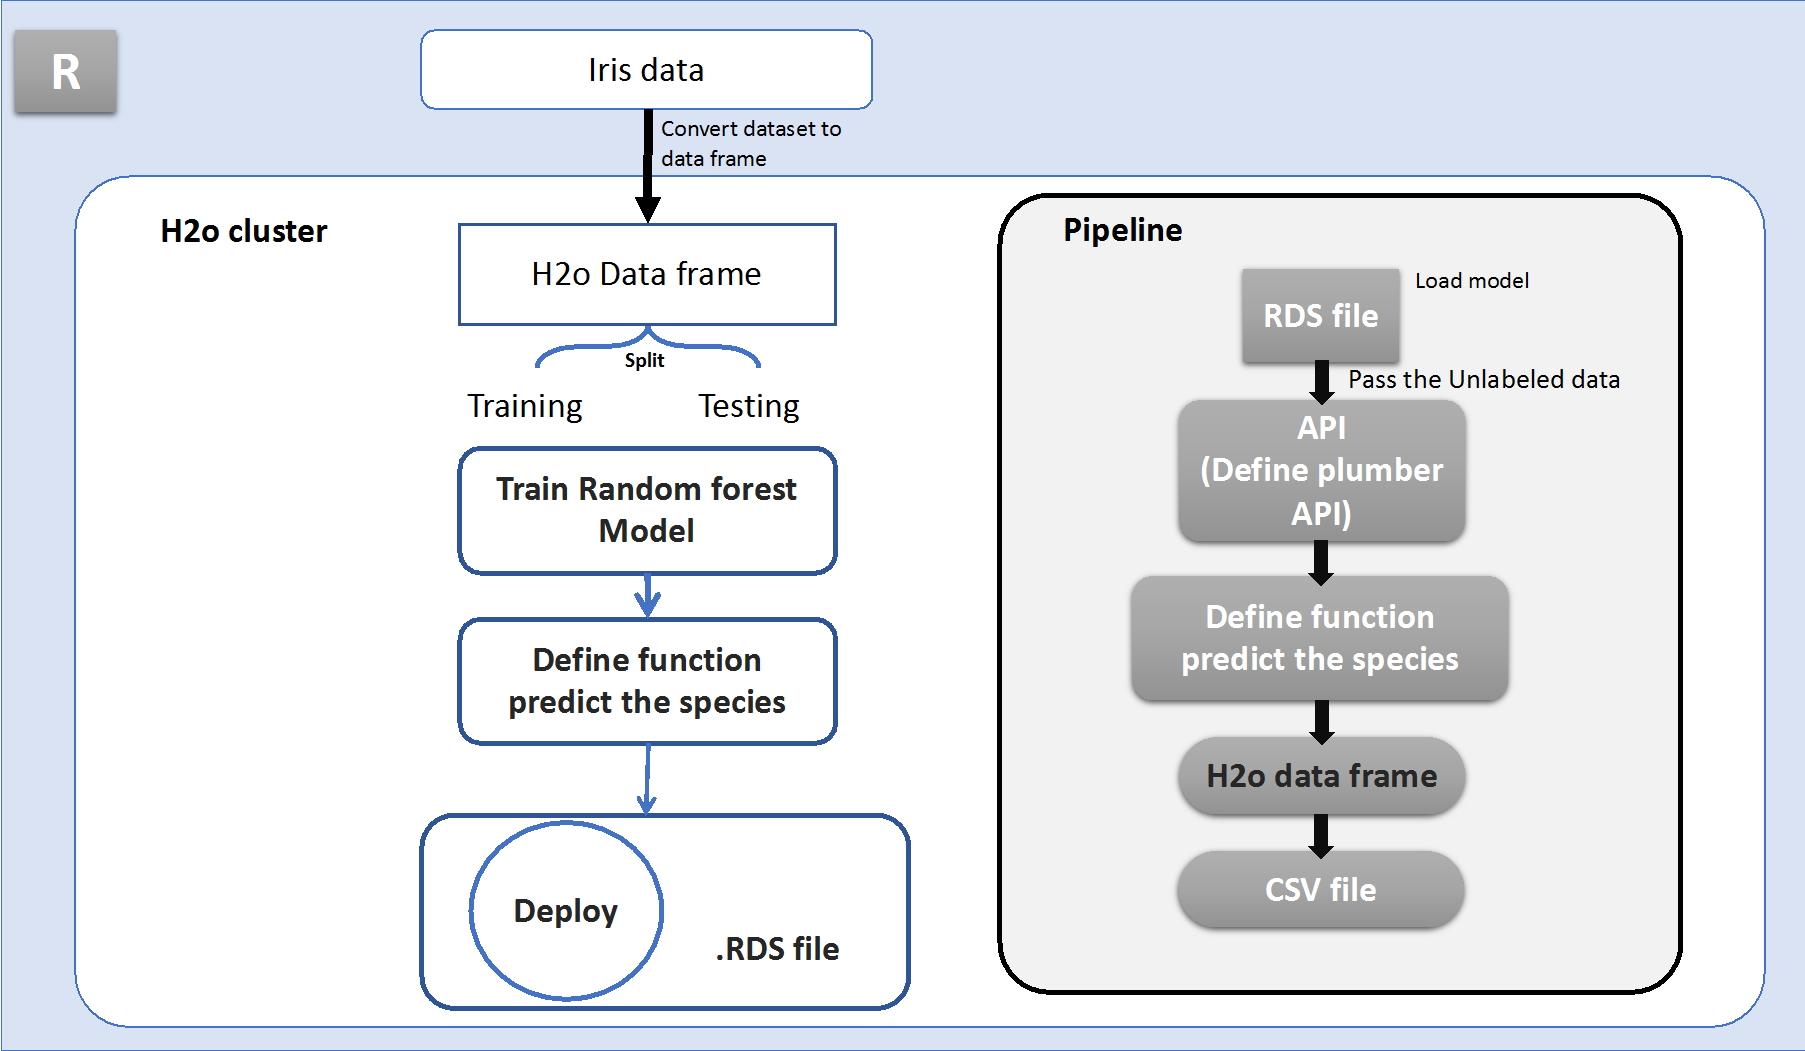 R
Iris data
Convert dataset to
data frame
H2o cluster
H2o Data frame
Split
Training
Testing
Train Random forest
Model
Define function
predict the species
Deploy
.RDS file
Pipeline
RDS file
Load model
Pass the Unlabeled data
API
(Define plumber
API)
Define function
predict the species
H2o data frame
CSV file